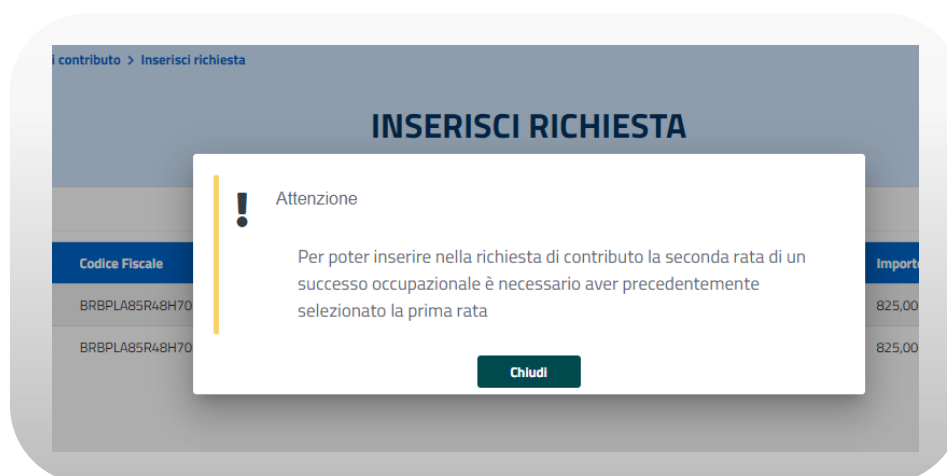 i contributo > Inserisci richiesta
INSERISCI RICHIESTA
Attenzione
Per poter inserire nella richiesta di contributo la seconda rata di un
successo occupazionale è necessario aver precedentemente
selezionato la prima rata
Chiudi
Codice Fiscale Importo
BRBPLA85R48H70 825,00
BRBPLA85R48H70 825,00